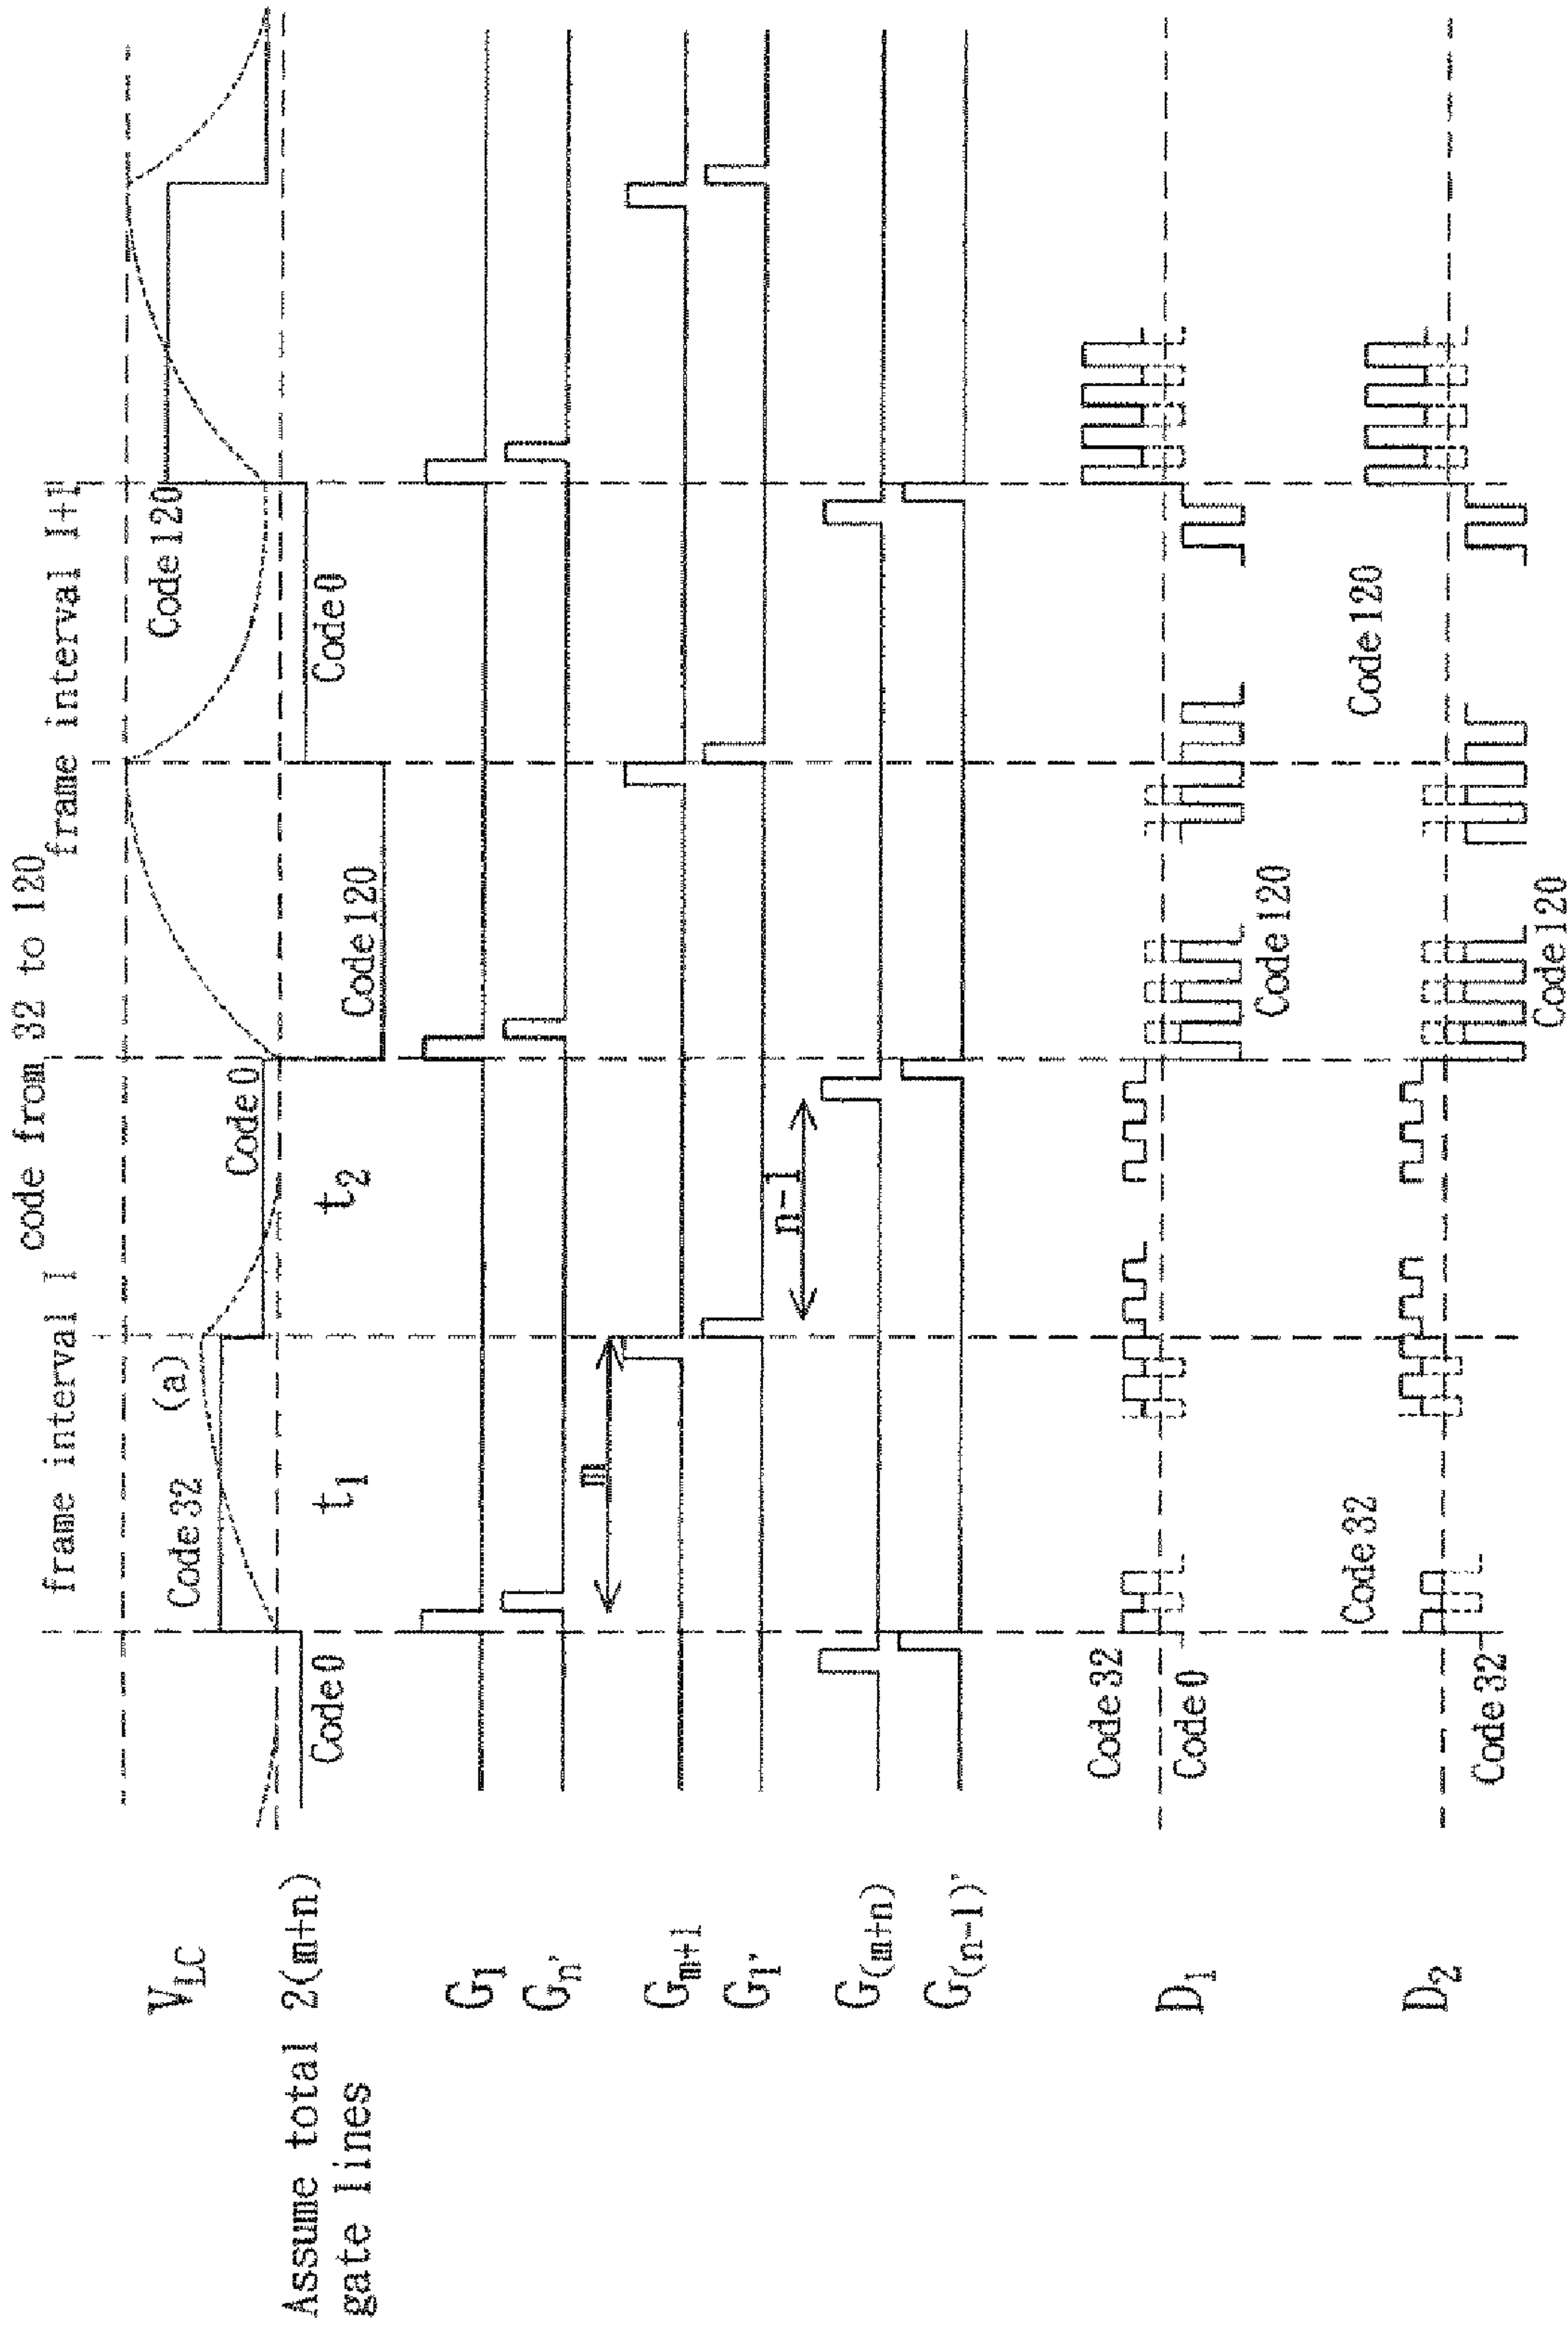 code from 32 to 120
frame interval I
frame interval I+1
V_LC
Code 0
Code 32
(a)
Code 0
Code 120
Code 0
Code 120
t₁
t₂
Assume total 2(m+n)
gate lines
G₁
Gₙ'
m
Gₘ₊₁
G₁'
n-1
G₍ₘ₊ₙ₎
G₍ₙ₋₁₎'
Code 32
D₁
Code 0
Code 120
Code 32
Code 120
D₂
Code 32
Code 120